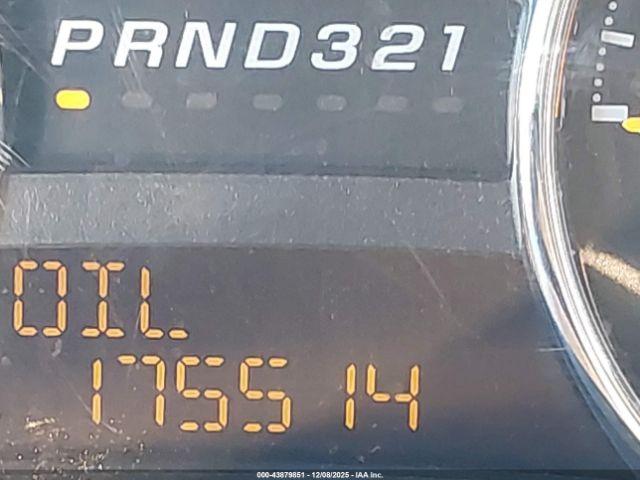 PRND321
OIL
175514
000-43879851 - 12/08/2025 - IAA Inc.